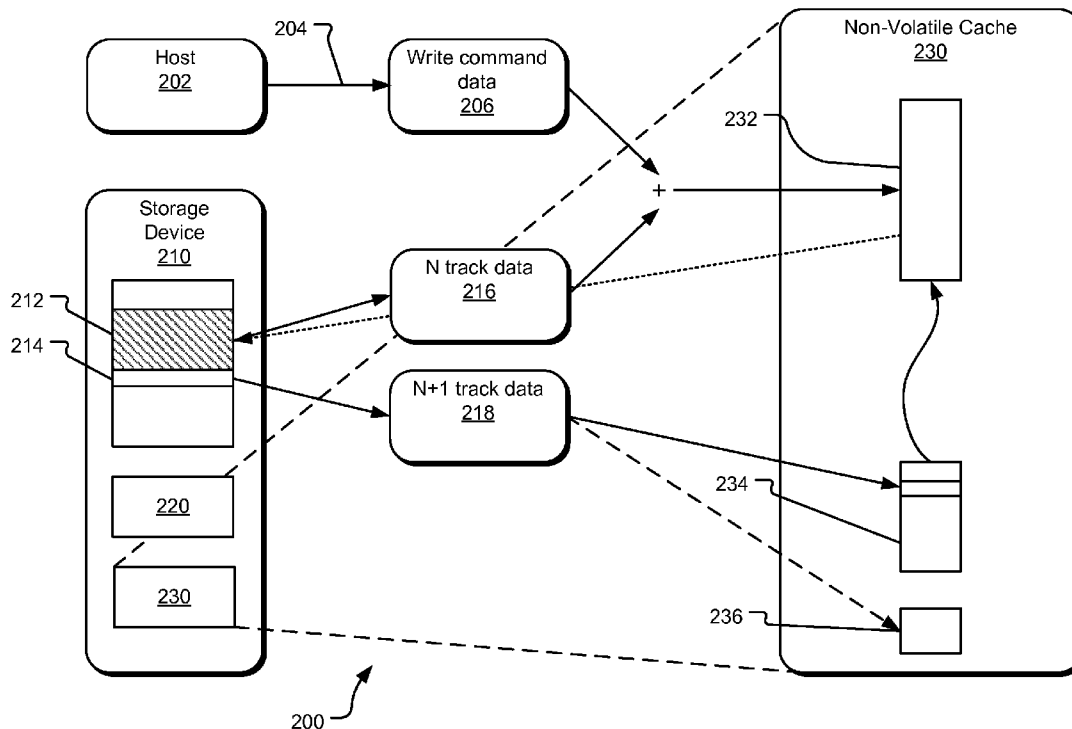 204
Host
202
Write command
data
206
Non-Volatile Cache
230
232
+
Storage
Device
210
212
214
N track data
216
N+1 track data
218
220
230
234
236
200